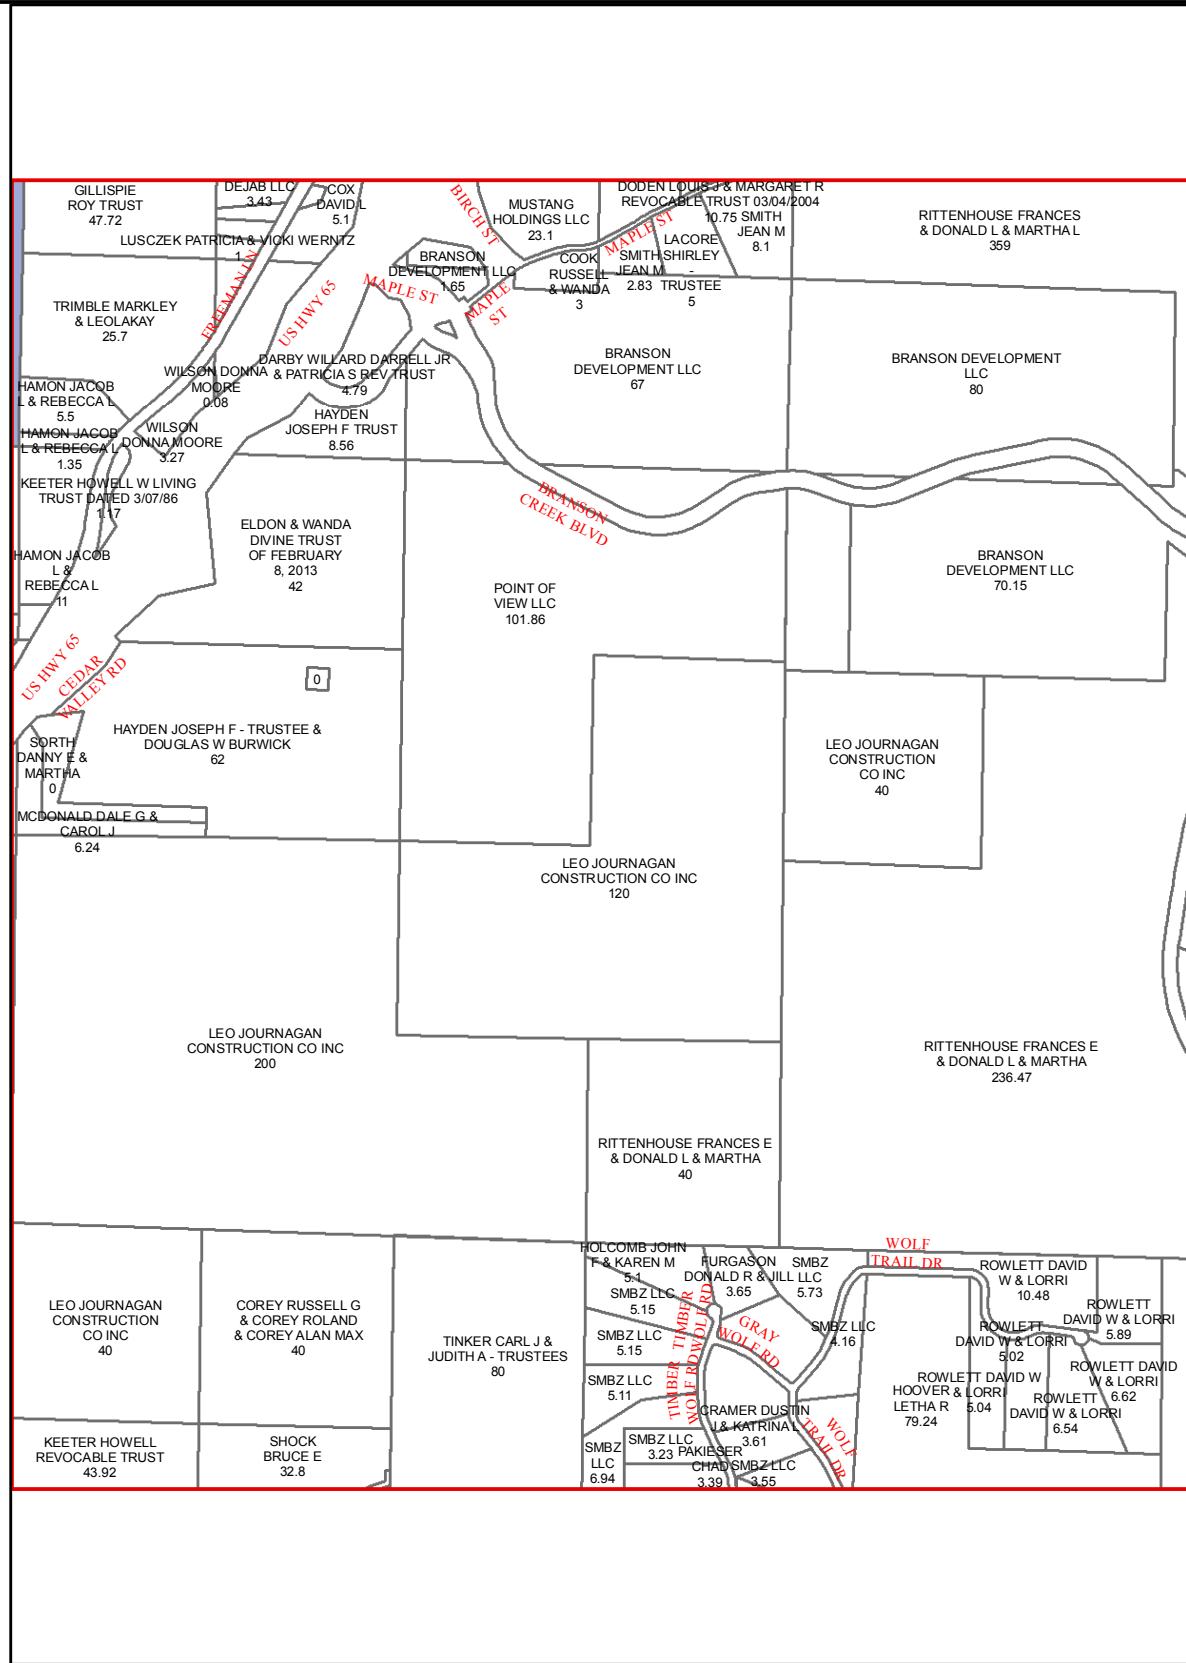 GILLISPIE
ROY TRUST
47.72
DEJAB LLC
3.43
COX
DAVID L
5.1
LUSCZEK PATRICIA & VICKI WERNTZ
1
BIRCH ST
MUSTANG
HOLDINGS LLC
23.1
DODEN LOUIS J & MARGARET R
REVOCABLE TRUST 03/04/2004
10.75
SMITH
JEAN M
8.1
RITTENHOUSE FRANCES
& DONALD L & MARTHA L
359
MAPLE ST
BRANSON
DEVELOPMENT LLC
1.65
COOK
RUSSELL
& WANDA
3
SMITH
JEAN M
2.83
LACORE
SHIRLEY
-
TRUSTEE
5
FREEMAN LN
US HWY 65
MAPLE ST
MAPLE
ST
TRIMBLE MARKLEY
& LEOLAKAY
25.7
WILSON DONNA
MOORE
0.08
DARBY WILLARD DARRELL JR
& PATRICIA S REV TRUST
4.79
BRANSON
DEVELOPMENT LLC
67
BRANSON DEVELOPMENT
LLC
80
HAMON JACOB
L & REBECCA L
5.5
HAMON JACOB
L & REBECCA L
1.35
WILSON
DONNA MOORE
3.27
HAYDEN
JOSEPH F TRUST
8.56
KEETER HOWELL W LIVING
TRUST DATED 3/07/86
1.17
BRANSON
CREEK BLVD
ELDON & WANDA
DIVINE TRUST
OF FEBRUARY
8, 2013
42
HAMON JACOB
L &
REBECCA L
11
POINT OF
VIEW LLC
101.86
BRANSON
DEVELOPMENT LLC
70.15
US HWY 65
CEDAR
VALLEY RD
0
HAYDEN JOSEPH F - TRUSTEE &
DOUGLAS W BURWICK
62
SORTH
DANNY E &
MARTHA
0
LEO JOURNAGAN
CONSTRUCTION
CO INC
40
MCDONALD DALE G &
CAROL J
6.24
LEO JOURNAGAN
CONSTRUCTION CO INC
120
LEO JOURNAGAN
CONSTRUCTION CO INC
200
RITTENHOUSE FRANCES E
& DONALD L & MARTHA
236.47
RITTENHOUSE FRANCES E
& DONALD L & MARTHA
40
WOLF
TRAIL DR
HOLCOMB JOHN
F & KAREN M
5.1
FURGASON
DONALD R & JILL
3.65
SMBZ
LLC
5.73
ROWLETT DAVID
W & LORRI
10.48
SMBZ LLC
5.15
TIMBER
WOLF RD
GRAY
WOLF RD
SMBZ LLC
4.16
ROWLETT
DAVID W & LORRI
5.89
LEO JOURNAGAN
CONSTRUCTION
CO INC
40
COREY RUSSELL G
& COREY ROLAND
& COREY ALAN MAX
40
TINKER CARL J &
JUDITH A - TRUSTEES
80
SMBZ LLC
5.15
ROWLETT
DAVID W & LORRI
5.02
SMBZ LLC
5.11
TIMBER
WOLF RD
ROWLETT DAVID W
& LORRI
5.04
ROWLETT DAVID
W & LORRI
6.62
HOOVER
LETHA R
79.24
ROWLETT
DAVID W & LORRI
6.54
CRAMER DUSTIN
J & KATRINA L
3.61
WOLF
TRAIL DR
KEETER HOWELL
REVOCABLE TRUST
43.92
SHOCK
BRUCE E
32.8
SMBZ
LLC
6.94
SMBZ LLC
3.23
PAKIESER
CHAD
3.39
SMBZ LLC
3.55